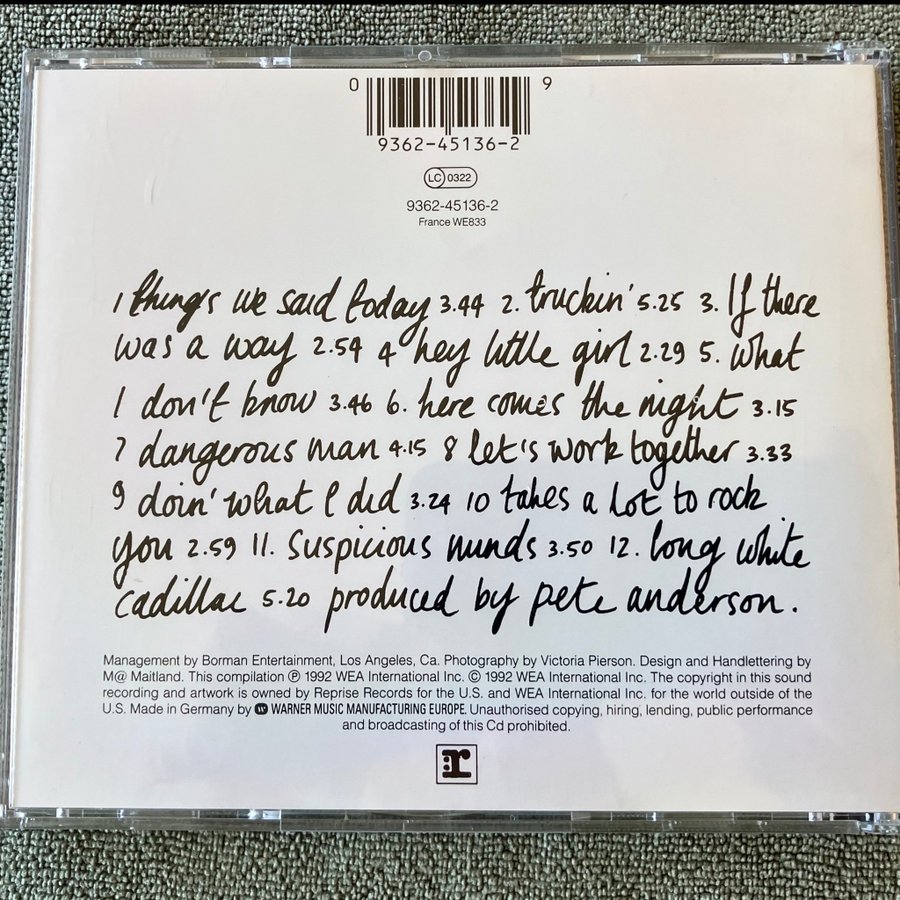 0 9
9362-45136-2
LC 0322
9362-45136-2
France WE833
1 things we said today 3.44 2. truckin' 5.25 3. If there
was a way 2.54 4 hey little girl 2.29 5. what
I don't know 3.46 6. here comes the night 3.15
7 dangerous man 4.15 8 let's work together 3.33
9 doin' what I did 3.24 10 takes a lot to rock
you 2.59 11. suspicious minds 3.50 12. long white
cadillac 5.20 produced by pete anderson.
Management by Borman Entertainment, Los Angeles, Ca. Photography by Victoria Pierson. Design and Handlettering by
M@ Maitland. This compilation ℗ 1992 WEA International Inc. © 1992 WEA International Inc. The copyright in this sound
recording and artwork is owned by Reprise Records for the U.S. and WEA International Inc. for the world outside of the
U.S. Made in Germany by WARNER MUSIC MANUFACTURING EUROPE. Unauthorised copying, hiring, lending, public performance
and broadcasting of this Cd prohibited.
:r